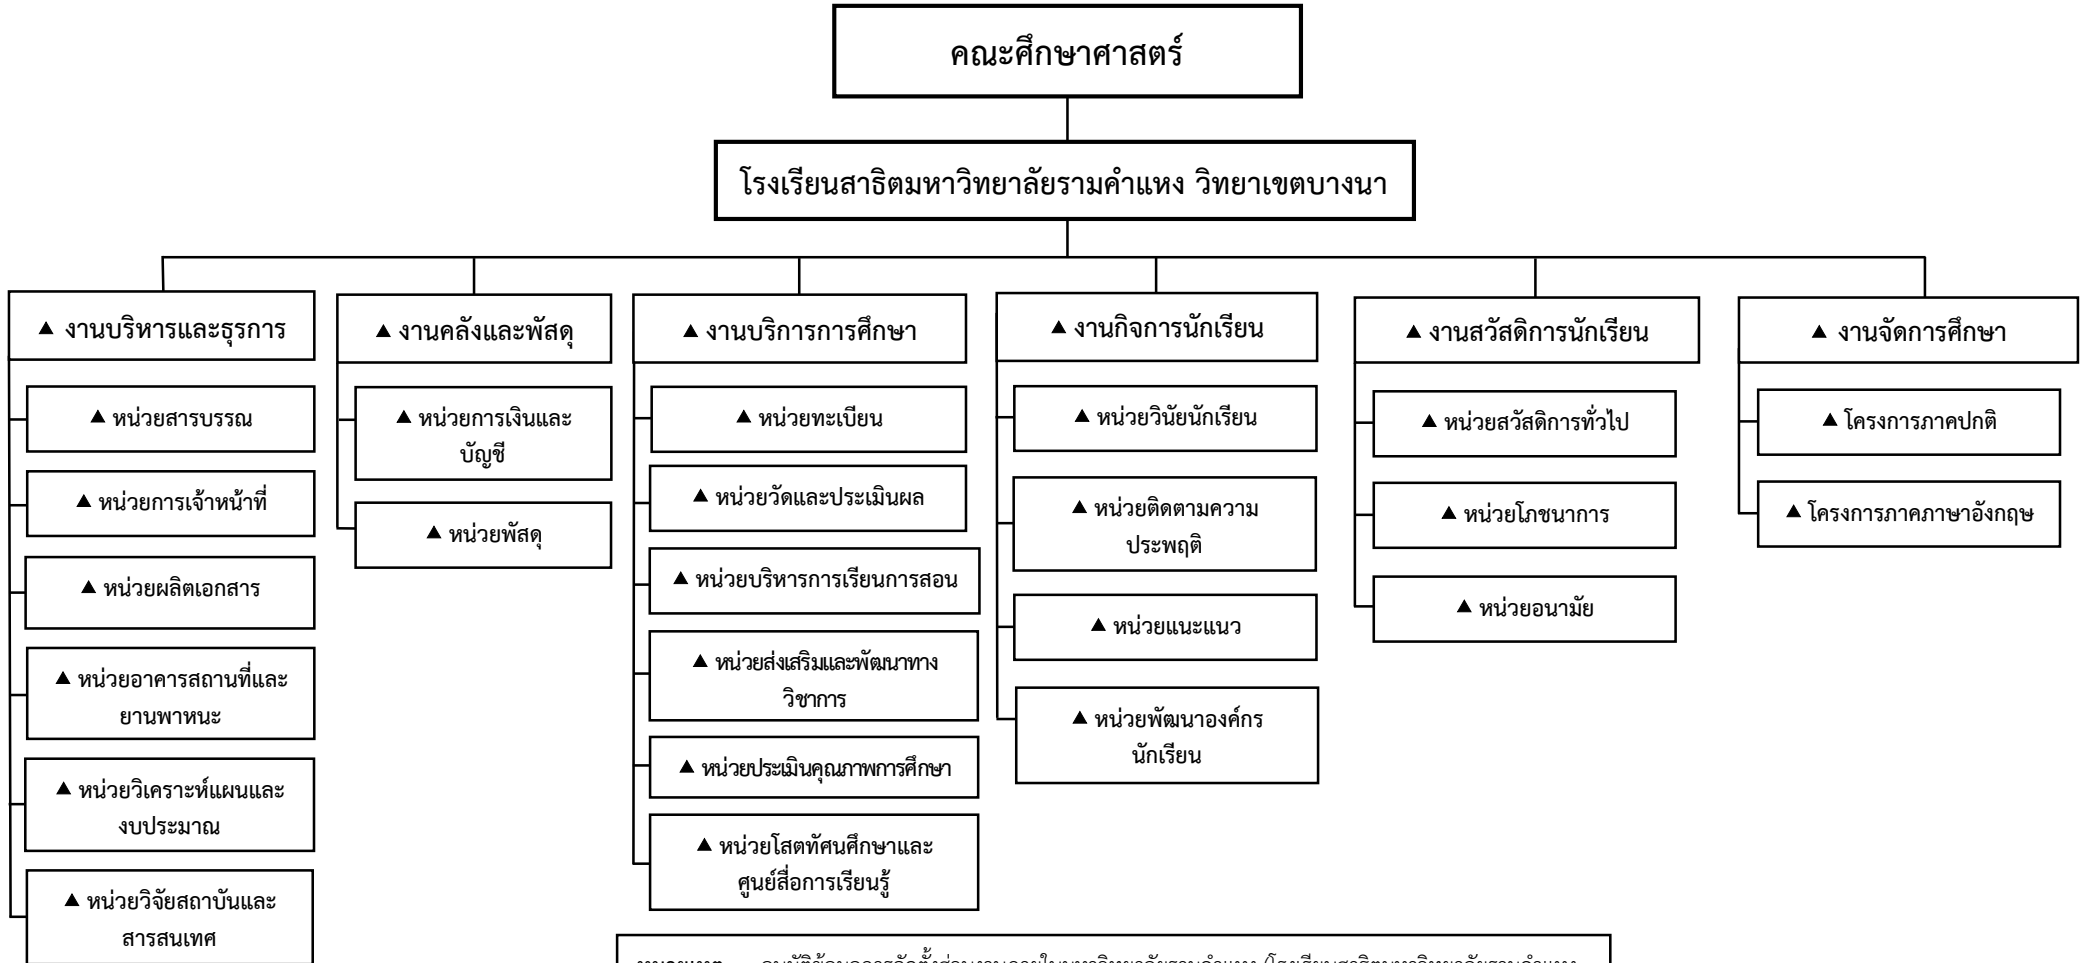 คณะศึกษาศาสตร์
โรงเรียนสาธิตมหาวิทยาลัยรามคำแหง วิทยาเขตบางนา
▲ งานบริหารและธุรการ
▲ หน่วยสารบรรณ
▲ หน่วยการเจ้าหน้าที่
▲ หน่วยผลิตเอกสาร
▲ หน่วยอาคารสถานที่และ
ยานพาหนะ
▲ หน่วยวิเคราะห์แผนและ
งบประมาณ
▲ หน่วยวิจัยสถาบันและ
สารสนเทศ
▲ งานคลังและพัสดุ
▲ หน่วยการเงินและ
บัญชี
▲ หน่วยพัสดุ
▲ งานบริการการศึกษา
▲ หน่วยทะเบียน
▲ หน่วยวัดและประเมินผล
▲ หน่วยบริหารการเรียนการสอน
▲ หน่วยส่งเสริมและพัฒนาทาง
วิชาการ
▲ หน่วยประเมินคุณภาพการศึกษา
▲ หน่วยโสตทัศนศึกษาและ
ศูนย์สื่อการเรียนรู้
▲ งานกิจการนักเรียน
▲ หน่วยวินัยนักเรียน
▲ หน่วยติดตามความ
ประพฤติ
▲ หน่วยแนะแนว
▲ หน่วยพัฒนาองค์กร
นักเรียน
▲ งานสวัสดิการนักเรียน
▲ หน่วยสวัสดิการทั่วไป
▲ หน่วยโภชนาการ
▲ หน่วยอนามัย
▲ งานจัดการศึกษา
▲ โครงการภาคปกติ
▲ โครงการภาคภาษาอังกฤษ